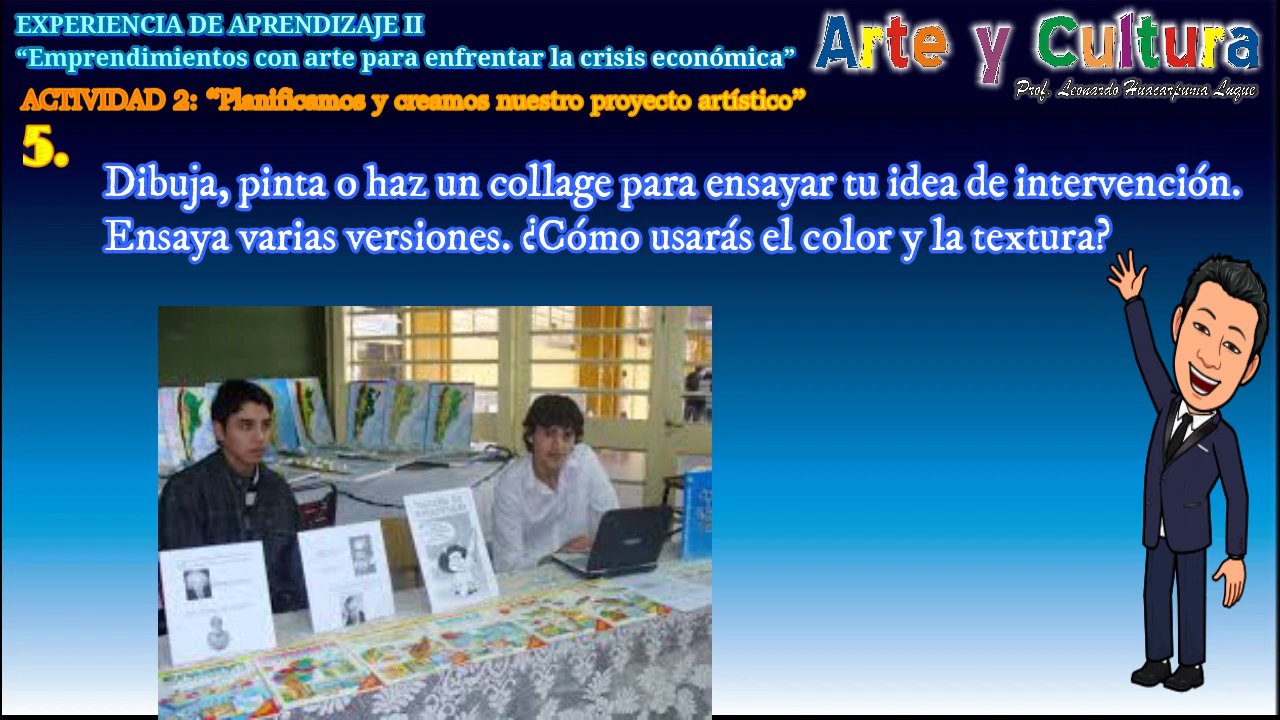 EXPERIENCIA DE APRENDIZAJE II
“Emprendimientos con arte para enfrentar la crisis económica”
Arte y Cultura
Prof. Leonardo Huacarpuma Luque
ACTIVIDAD 2: “Planificamos y creamos nuestro proyecto artístico”
5.
Dibuja, pinta o haz un collage para ensayar tu idea de intervención.
Ensaya varias versiones. ¿Cómo usarás el color y la textura?